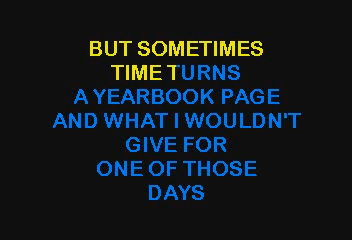 BUT SOMETIMES
TIME TURNS
A YEARBOOK PAGE
AND WHAT I WOULDN'T
GIVE FOR
ONE OF THOSE
DAYS